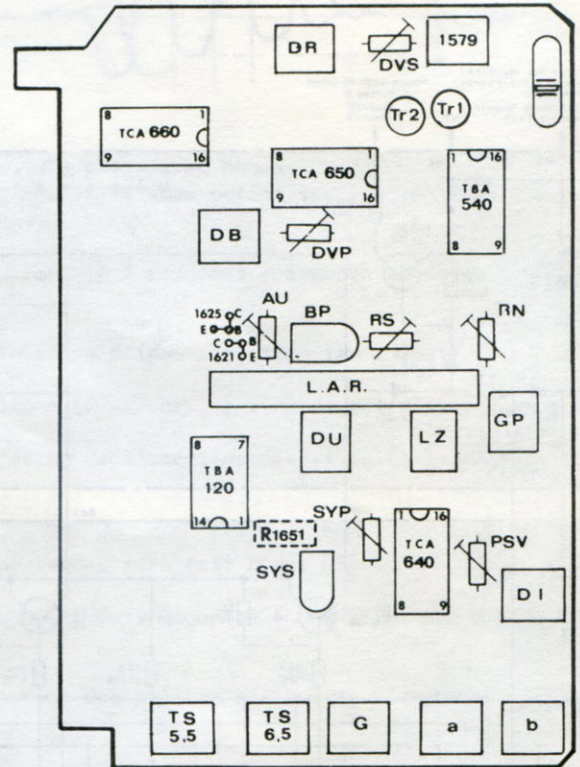 DR
DVS
1579
Tr2
Tr1
8 1
TCA 660
9 16
8
TCA 650
9 16
1 16
TBA
540
8 9
DB
DVP
1625 C
E B
C B
1621 E
AU
BP
RS
RN
L.A.R.
GP
DU
LZ
8 7
TBA
120
14 1
R1651
SYS
SYP
1 16
TCA
640
8 9
PSV
DI
TS
5,5
TS
6,5
G
a
b